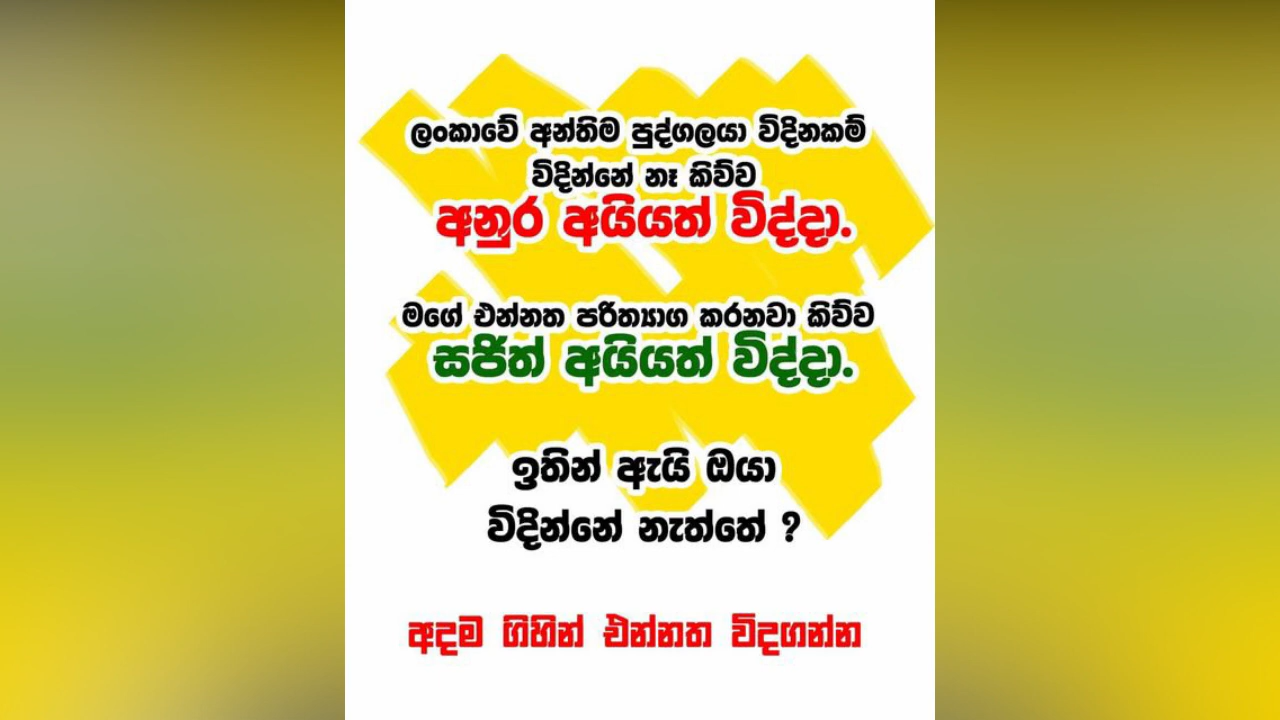 ලංකාවේ අන්තිම පුද්ගලයා විදිනකම්
විදින්නේ නෑ කිව්ව
අනුර අයියත් විද්දා.
මගේ එන්නත පරිත්‍යාග කරනවා කිව්ව
සජිත් අයියත් විද්දා.
ඉතින් ඇයි ඔයා
විදින්නේ නැත්තේ ?
අදම ගිහින් එන්නත විදගන්න